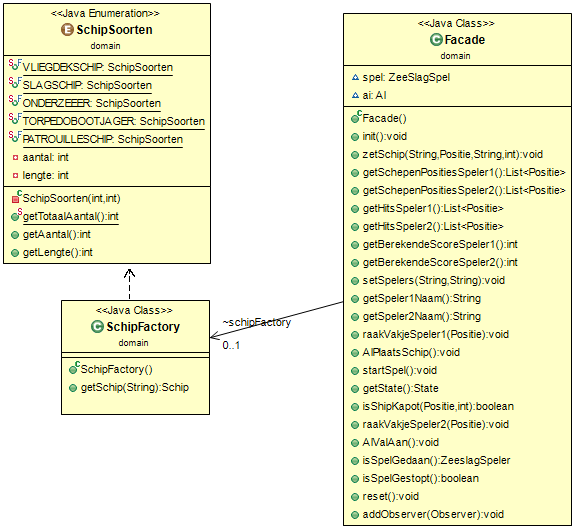 <<Java Enumeration>>
SchipSoorten
domain
VLIEGDEKSCHIP: SchipSoorten
SLAGSCHIP: SchipSoorten
ONDERZEEER: SchipSoorten
TORPEDOBOOTJAGER: SchipSoorten
PATROUILLESCHIP: SchipSoorten
aantal: int
lengte: int
SchipSoorten(int,int)
getTotaalAantal():int
getAantal():int
getLengte():int
<<Java Class>>
SchipFactory
domain
SchipFactory()
getSchip(String):Schip
~schipFactory
0..1
<<Java Class>>
Facade
domain
spel: ZeeSlagSpel
ai: AI
Facade()
init():void
zetSchip(String,Positie,String,int):void
getSchepenPositiesSpeler1():List<Positie>
getSchepenPositiesSpeler2():List<Positie>
getHitsSpeler1():List<Positie>
getHitsSpeler2():List<Positie>
getBerekendeScoreSpeler1():int
getBerekendeScoreSpeler2():int
setSpelers(String,String):void
getSpeler1Naam():String
getSpeler2Naam():String
raakVakjeSpeler1(Positie):void
AIPlaatsSchip():void
startSpel():void
getState():State
isShipKapot(Positie,int):boolean
raakVakjeSpeler2(Positie):void
AIValAan():void
isSpelGedaan():ZeeslagSpeler
isSpelGestopt():boolean
reset():void
addObserver(Observer):void